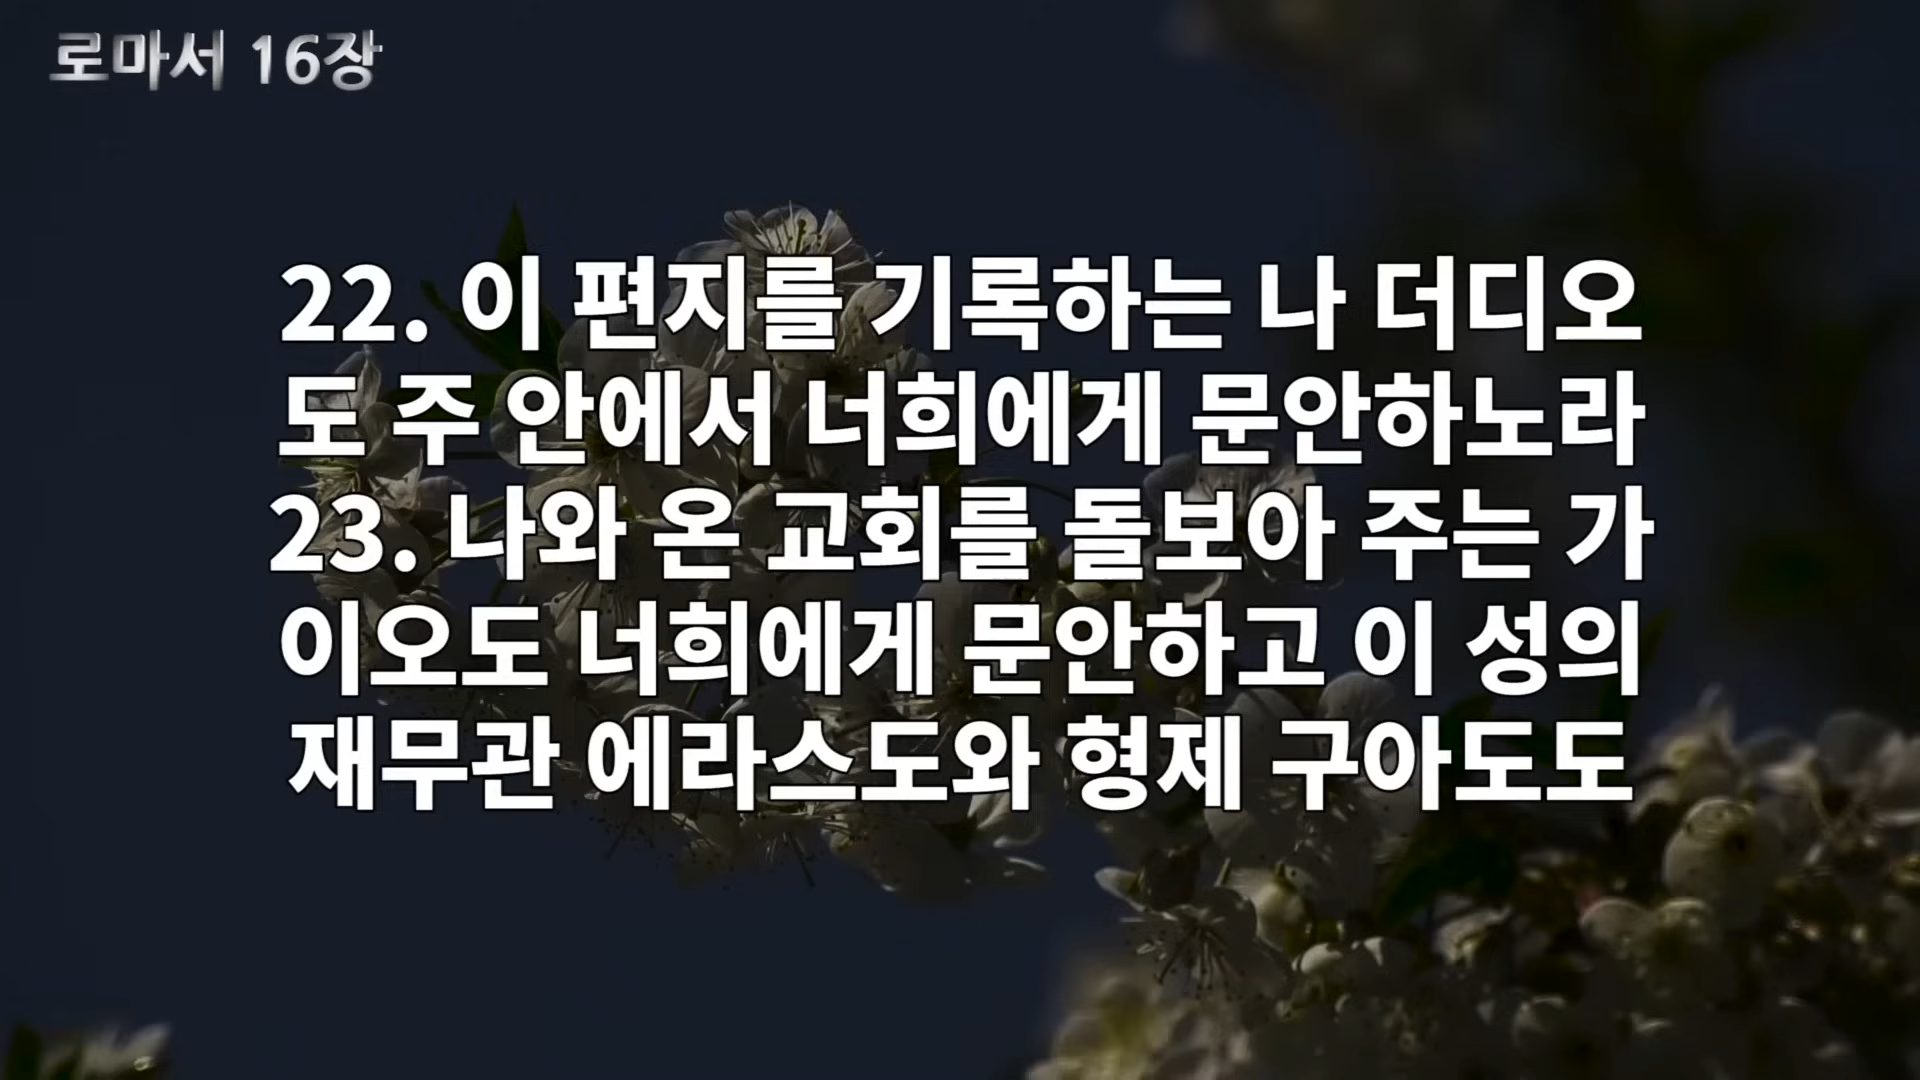 로마서 16장
22. 이 편지를 기록하는 나 더디오
도 주 안에서 너희에게 문안하노라
23. 나와 온 교회를 돌보아 주는 가
이오도 너희에게 문안하고 이 성의
재무관 에라스도와 형제 구아도도